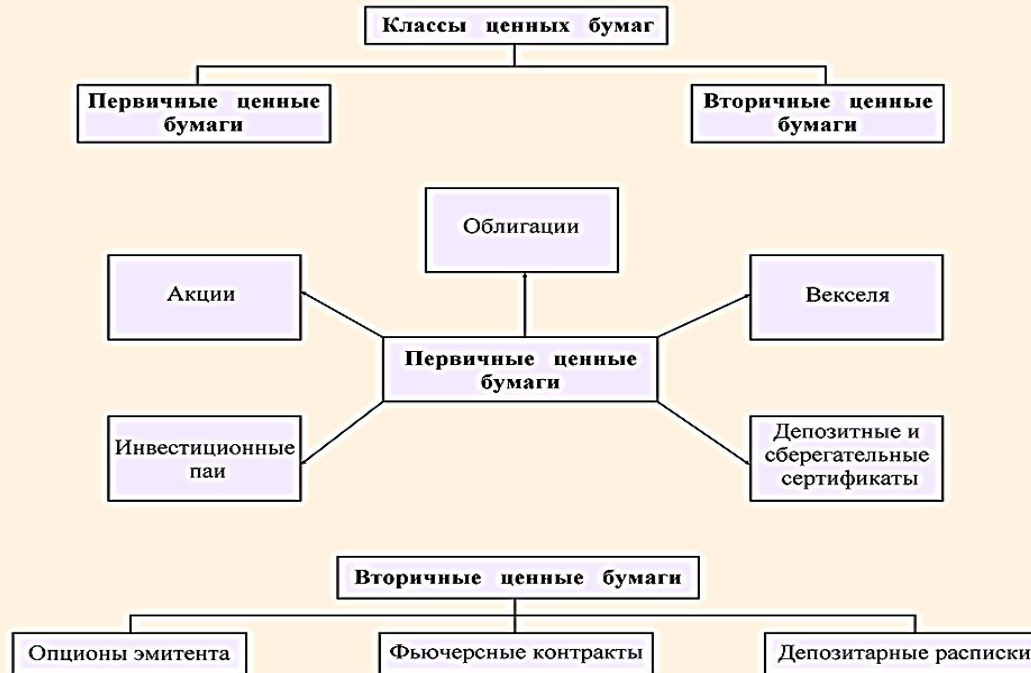 Классы ценных бумаг
Первичные ценные
бумаги
Вторичные ценные
бумаги
Облигации
Акции
Векселя
Первичные ценные
бумаги
Инвестиционные
паи
Депозитные и
сберегательные
сертификаты
Вторичные ценные бумаги
Опционы эмитента
Фьючерсные контракты
Депозитарные расписки